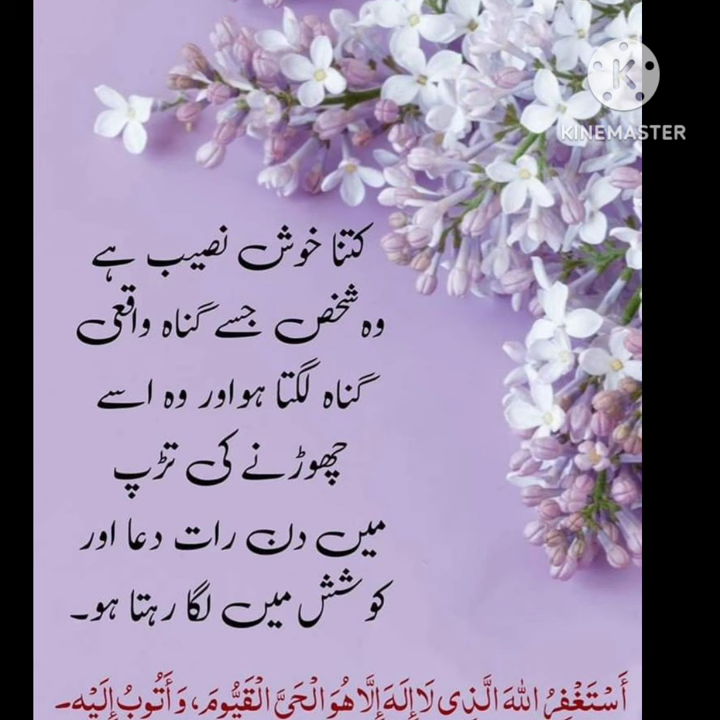 KINEMASTER
کتنا خوش نصیب ہے
وہ شخص جسے گناہ واقعی
گناہ لگتا ہو اور وہ اسے
چھوڑنے کی تڑپ
میں دن رات دعا اور
کوشش میں لگا رہتا ہو۔
أَسْتَغْفِرُ اللهَ الَّذِي لَا إِلَهَ إِلَّا هُوَ الْحَيَّ الْقَيُّومَ، وَأَتُوبُ إِلَيْهِ۔